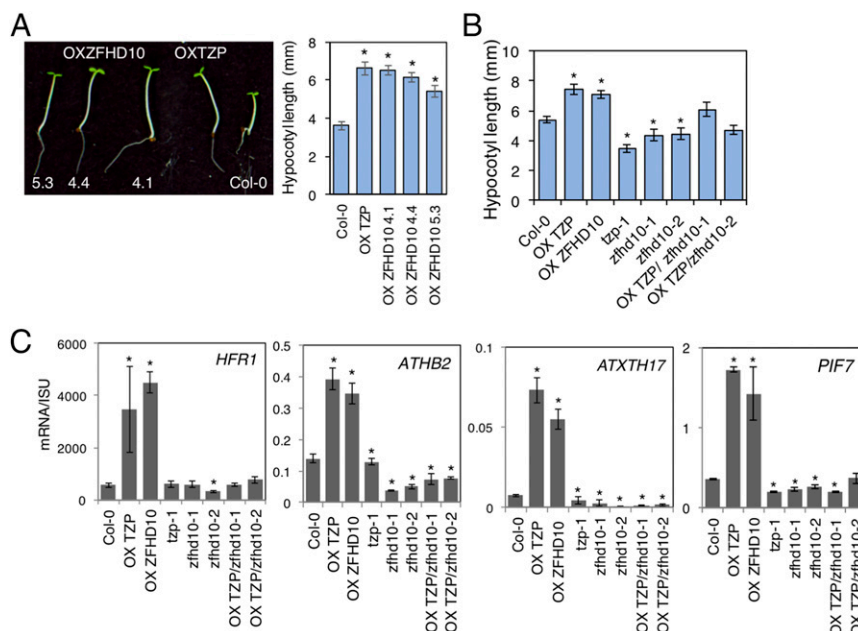 A
OXZFHD10 OXTZP
5.3 4.4 4.1 Col-0
Hypocotyl length (mm)
8
6
4
2
0
* * * *
Col-0
OX TZP
OX ZFHD10 4.1
OX ZFHD10 4.4
OX ZFHD10 5.3
B
Hypocotyl length (mm)
10
8
6
4
2
0
* * * * *
Col-0
OX TZP
OX ZFHD10
tzp-1
zfhd10-1
zfhd10-2
OX TZP/ zfhd10-1
OX TZP/zfhd10-2
C
mRNA/ISU
HFR1
6000
4000
2000
0
* * *
Col-0
OX TZP
OX ZFHD10
tzp-1
zfhd10-1
zfhd10-2
OX TZP/zfhd10-1
OX TZP/zfhd10-2
ATHB2
0.5
0.4
0.3
0.2
0.1
0
* * * * * * *
Col-0
OX TZP
OX ZFHD10
tzp-1
zfhd10-1
zfhd10-2
OX TZP/zfhd10-1
OX TZP/zfhd10-2
ATXTH17
0.1
0.05
0
* * * * * * *
Col-0
OX TZP
OX ZFHD10
tzp-1
zfhd10-1
zfhd10-2
OX TZP/zfhd10-1
OX TZP/zfhd10-2
PIF7
2
1
0
* * * * * *
Col-0
OX TZP
OX ZFHD10
tzp-1
zfhd10-1
zfhd10-2
OX TZP/zfhd10-1
OX TZP/zfhd10-2